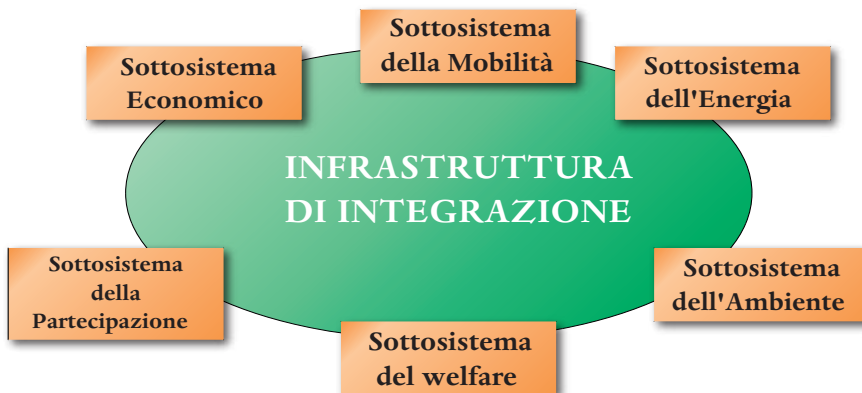 Sottosistema
della Mobilità
Sottosistema
Economico
Sottosistema
dell'Energia
INFRASTRUTTURA
DI INTEGRAZIONE
Sottosistema
della
Partecipazione
Sottosistema
dell'Ambiente
Sottosistema
del welfare